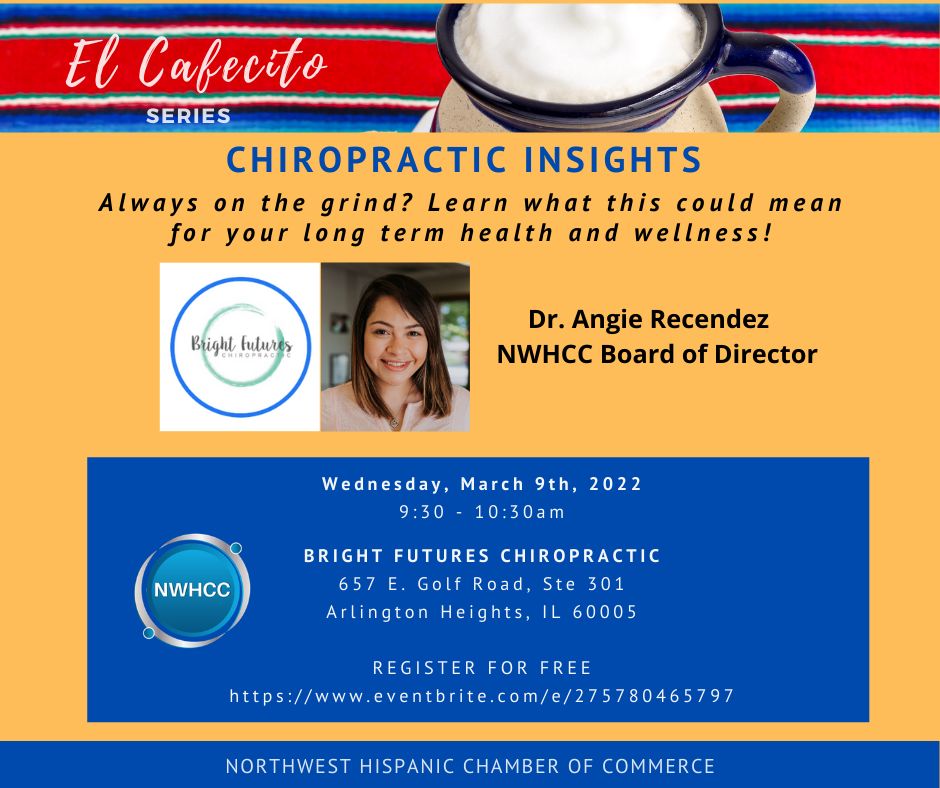 El Cafecito
SERIES
CHIROPRACTIC INSIGHTS
Always on the grind? Learn what this could mean
for your long term health and wellness!
Bright Futures
CHIROPRACTIC
Dr. Angie Recendez
NWHCC Board of Director
Wednesday, March 9th, 2022
9:30 - 10:30am
BRIGHT FUTURES CHIROPRACTIC
657 E. Golf Road, Ste 301
Arlington Heights, IL 60005
NWHCC
REGISTER FOR FREE
https://www.eventbrite.com/e/275780465797
NORTHWEST HISPANIC CHAMBER OF COMMERCE